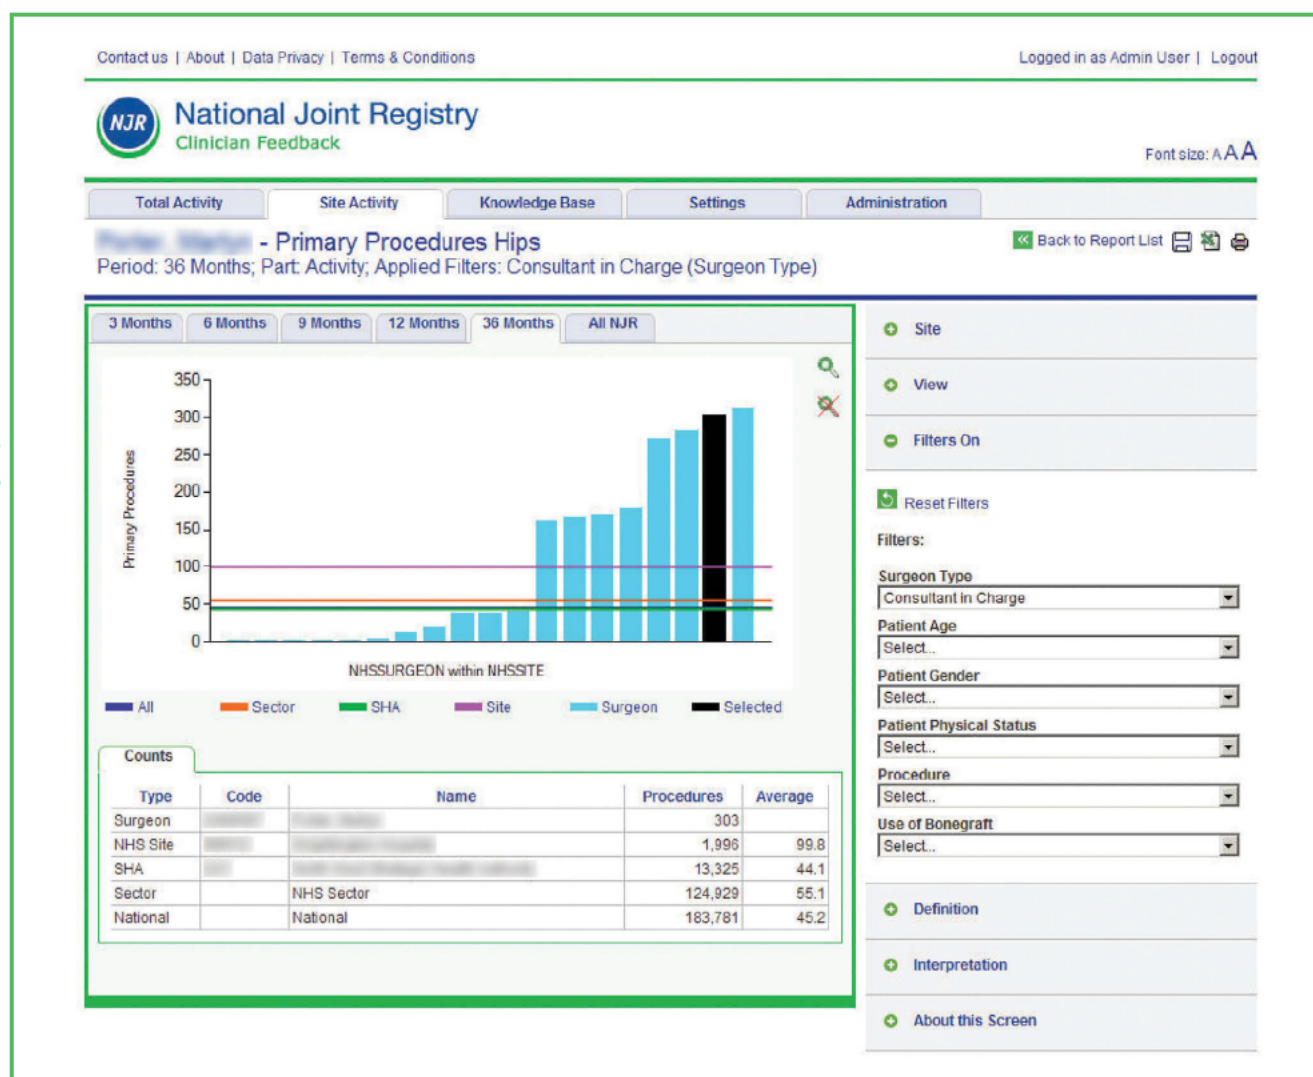 Contact us | About | Data Privacy | Terms & Conditions
Logged in as Admin User | Logout
NJR
National Joint Registry
Clinician Feedback
Font size: A A A
Total Activity
Site Activity
Knowledge Base
Settings
Administration
- Primary Procedures Hips
Back to Report List
Period: 36 Months; Part: Activity; Applied Filters: Consultant in Charge (Surgeon Type)
3 Months
6 Months
9 Months
12 Months
36 Months
All NJR
350
300
250
200
150
100
50
0
Primary Procedures
NHSSURGEON within NHSSITE
All
Sector
SHA
Site
Surgeon
Selected
Counts
Type Code Name Procedures Average
Surgeon 303
NHS Site 1,996 99.8
SHA 13,325 44.1
Sector NHS Sector 124,929 55.1
National National 183,781 45.2
Site
View
Filters On
Reset Filters
Filters:
Surgeon Type
Consultant in Charge
Patient Age
Select...
Patient Gender
Select...
Patient Physical Status
Select...
Procedure
Select...
Use of Bonegraft
Select...
Definition
Interpretation
About this Screen